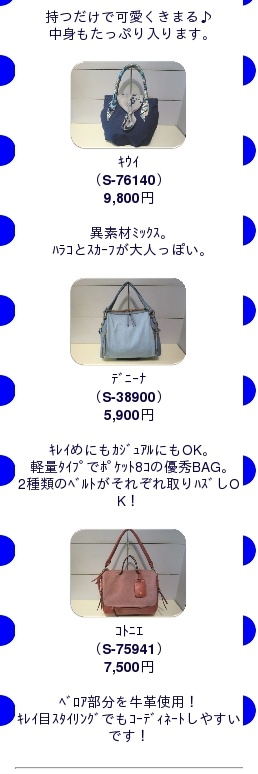 持つだけで可愛くきまる♪
中身もたっぷり入ります。
ｷｳｲ
（S-76140）
9,800円
異素材ﾐｯｸｽ。
ﾊﾗｺとｽｶｰﾌが大人っぽい。
ﾃﾞﾆｰﾅ
（S-38900）
5,900円
ｷﾚｲめにもｶｼﾞｭｱﾙにもOK。
軽量ﾀｲﾌﾟでﾎﾟｹｯﾄ8ｺの優秀BAG。
2種類のﾍﾞﾙﾄがそれぞれ取りﾊｽﾞしO
K！
ｺﾄﾆｴ
（S-75941）
7,500円
ﾍﾞﾛｱ部分を牛革使用！
ｷﾚｲ目ｽﾀｲﾘﾝｸﾞでもｺｰﾃﾞｨﾈｰﾄしやすい
です！